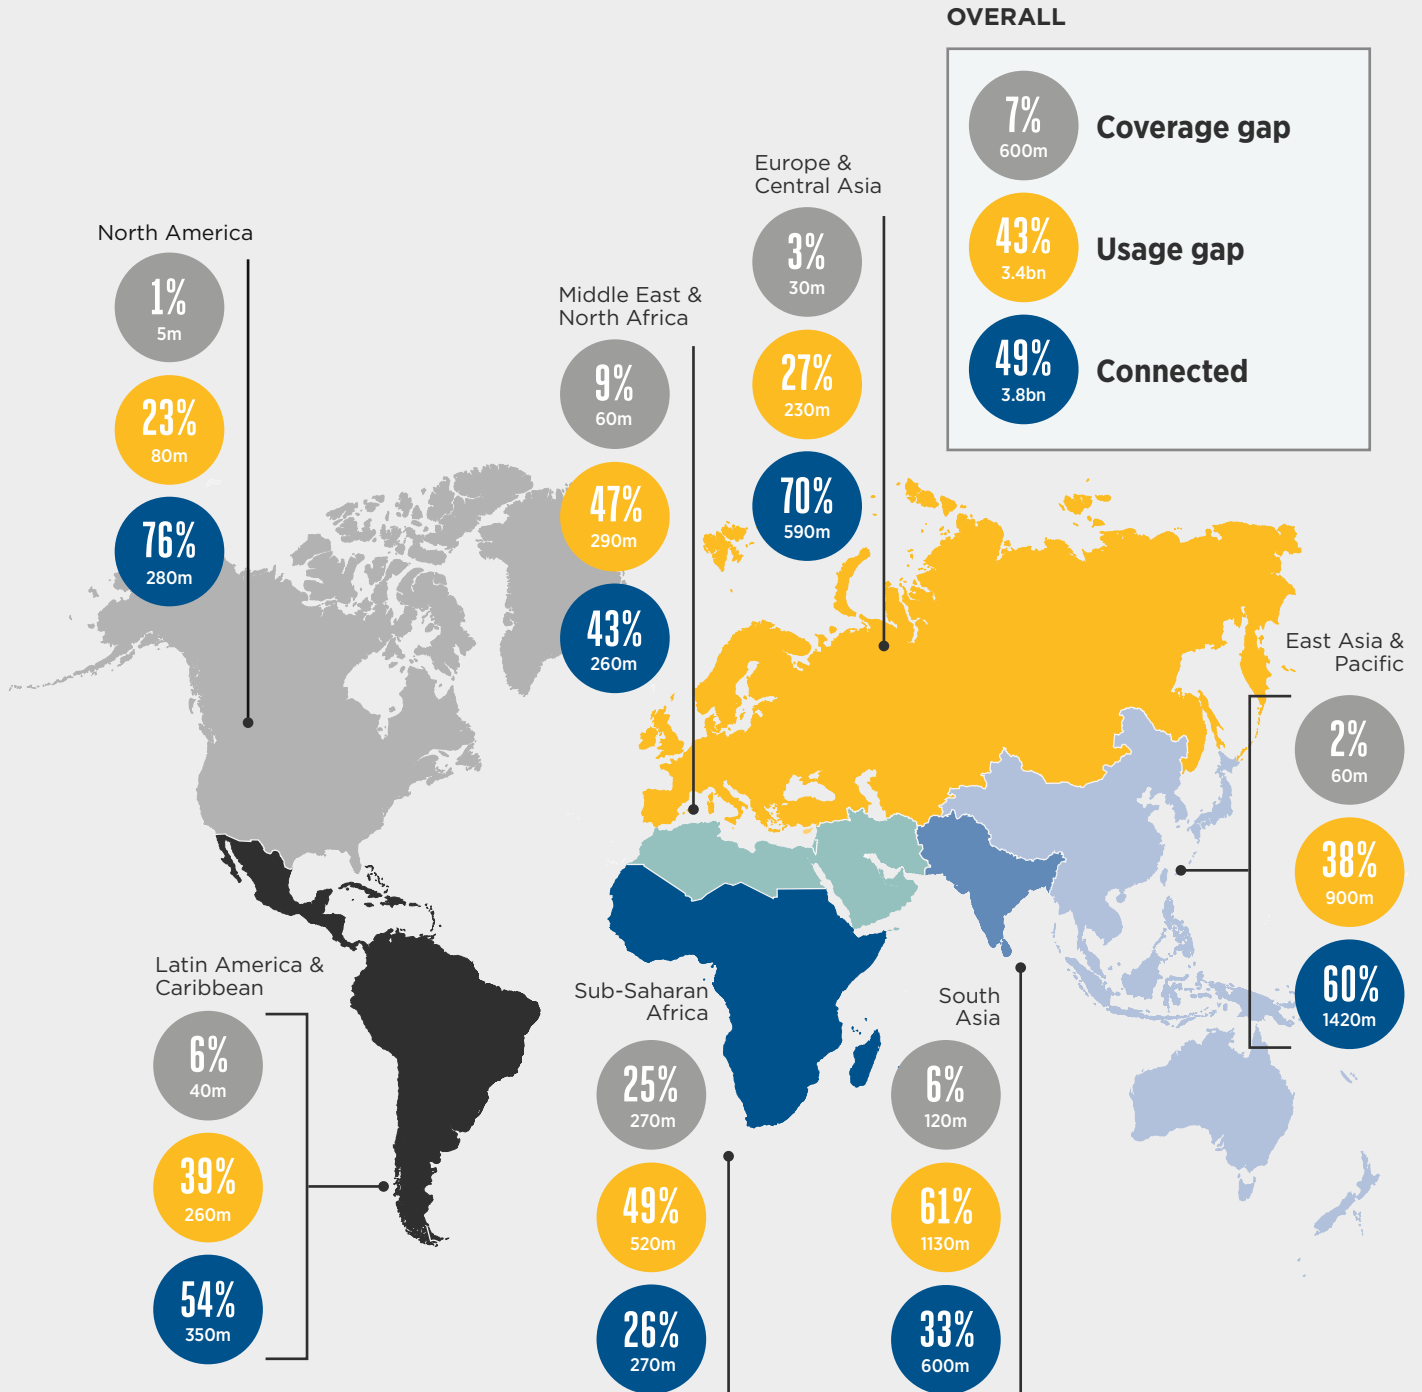 OVERALL
7%
600m
Coverage gap
43%
3.4bn
Usage gap
49%
3.8bn
Connected
North America
1%
5m
23%
80m
76%
280m
Middle East &
North Africa
9%
60m
47%
290m
43%
260m
Europe &
Central Asia
3%
30m
27%
230m
70%
590m
East Asia &
Pacific
2%
60m
38%
900m
60%
1420m
Latin America &
Caribbean
6%
40m
39%
260m
54%
350m
Sub-Saharan
Africa
25%
270m
49%
520m
26%
270m
South
Asia
6%
120m
61%
1130m
33%
600m